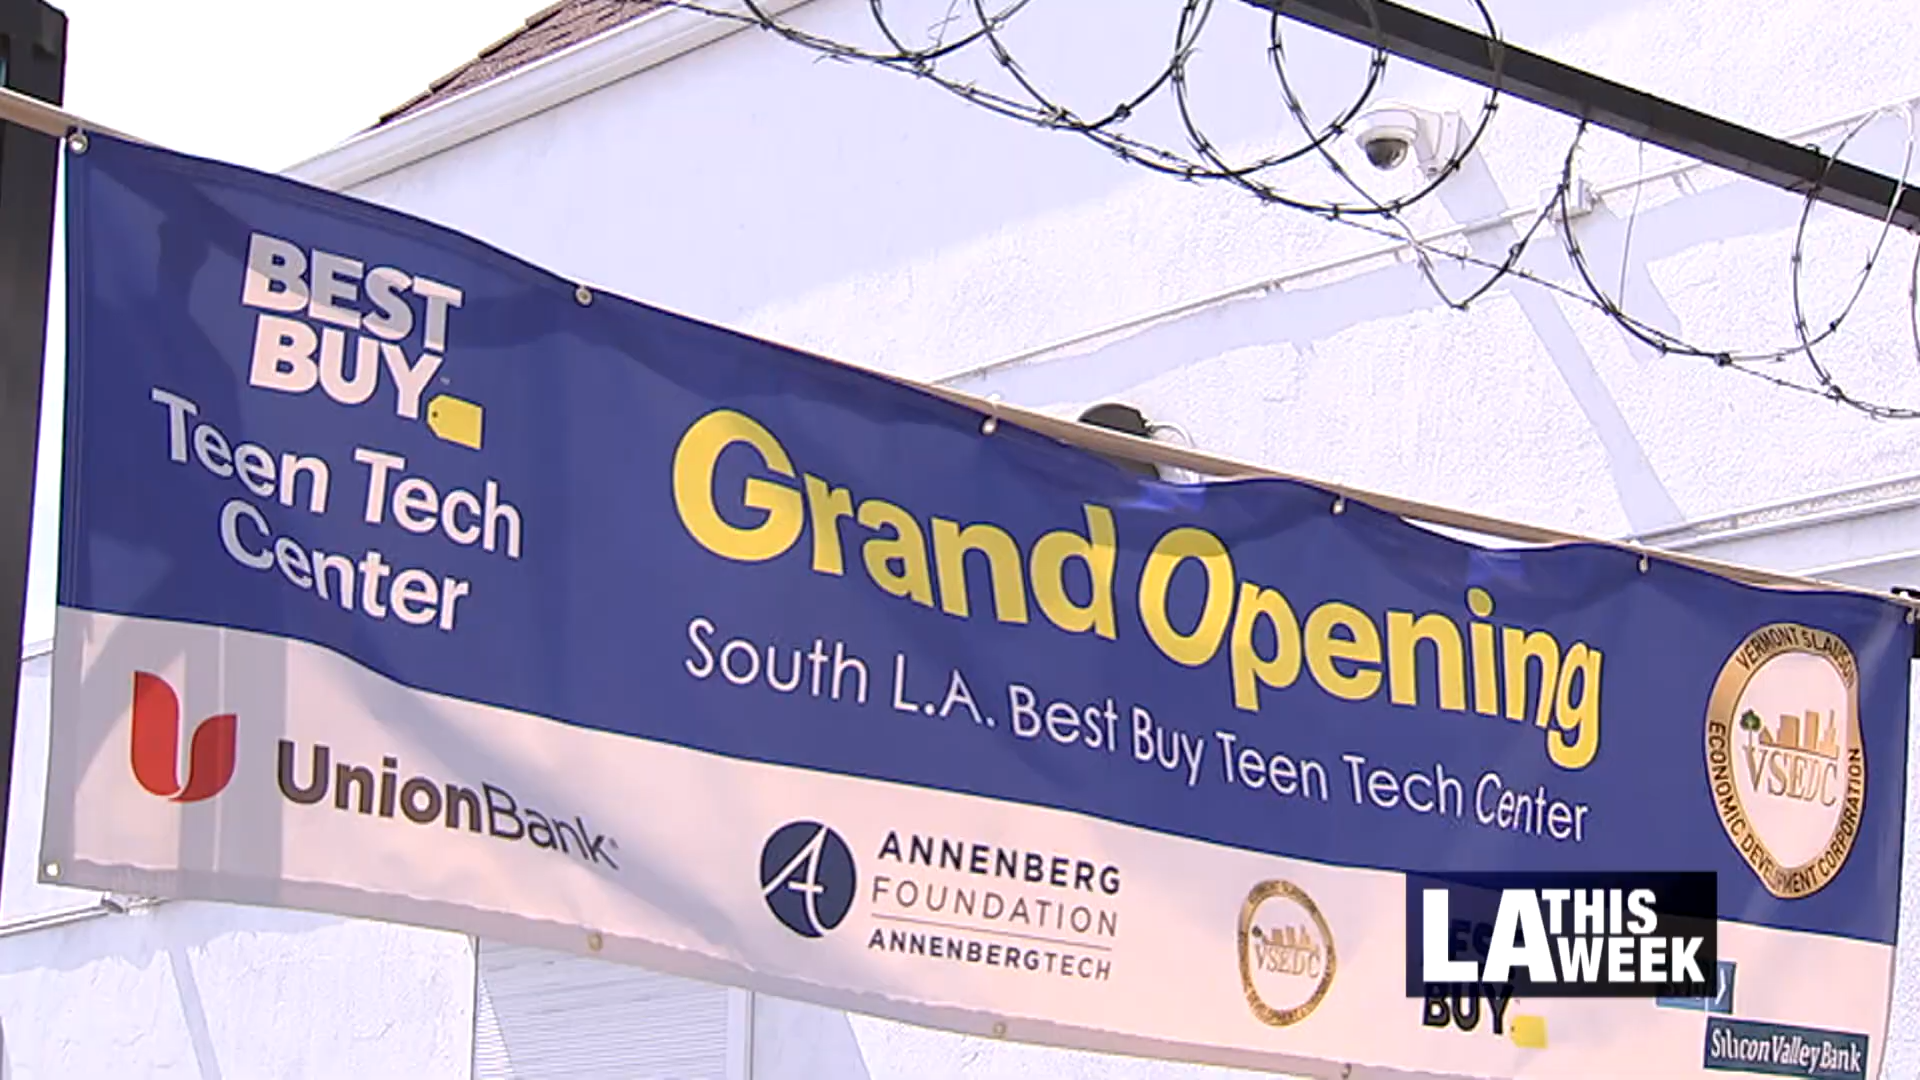 BEST
BUY
Teen Tech
Center
Grand Opening
South L.A. Best Buy Teen Tech Center
VERMONT SLAUSON
ECONOMIC DEVELOPMENT CORPORATION
VSEDC
UnionBank
ANNENBERG
FOUNDATION
ANNENBERGTECH
VSEDC
BUY
Silicon Valley Bank
LA THIS
WEEK